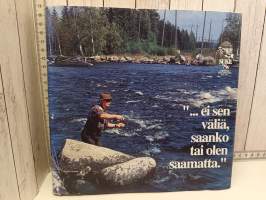 "... ei sen
väliä,
saanko
tai olen
saamatta."